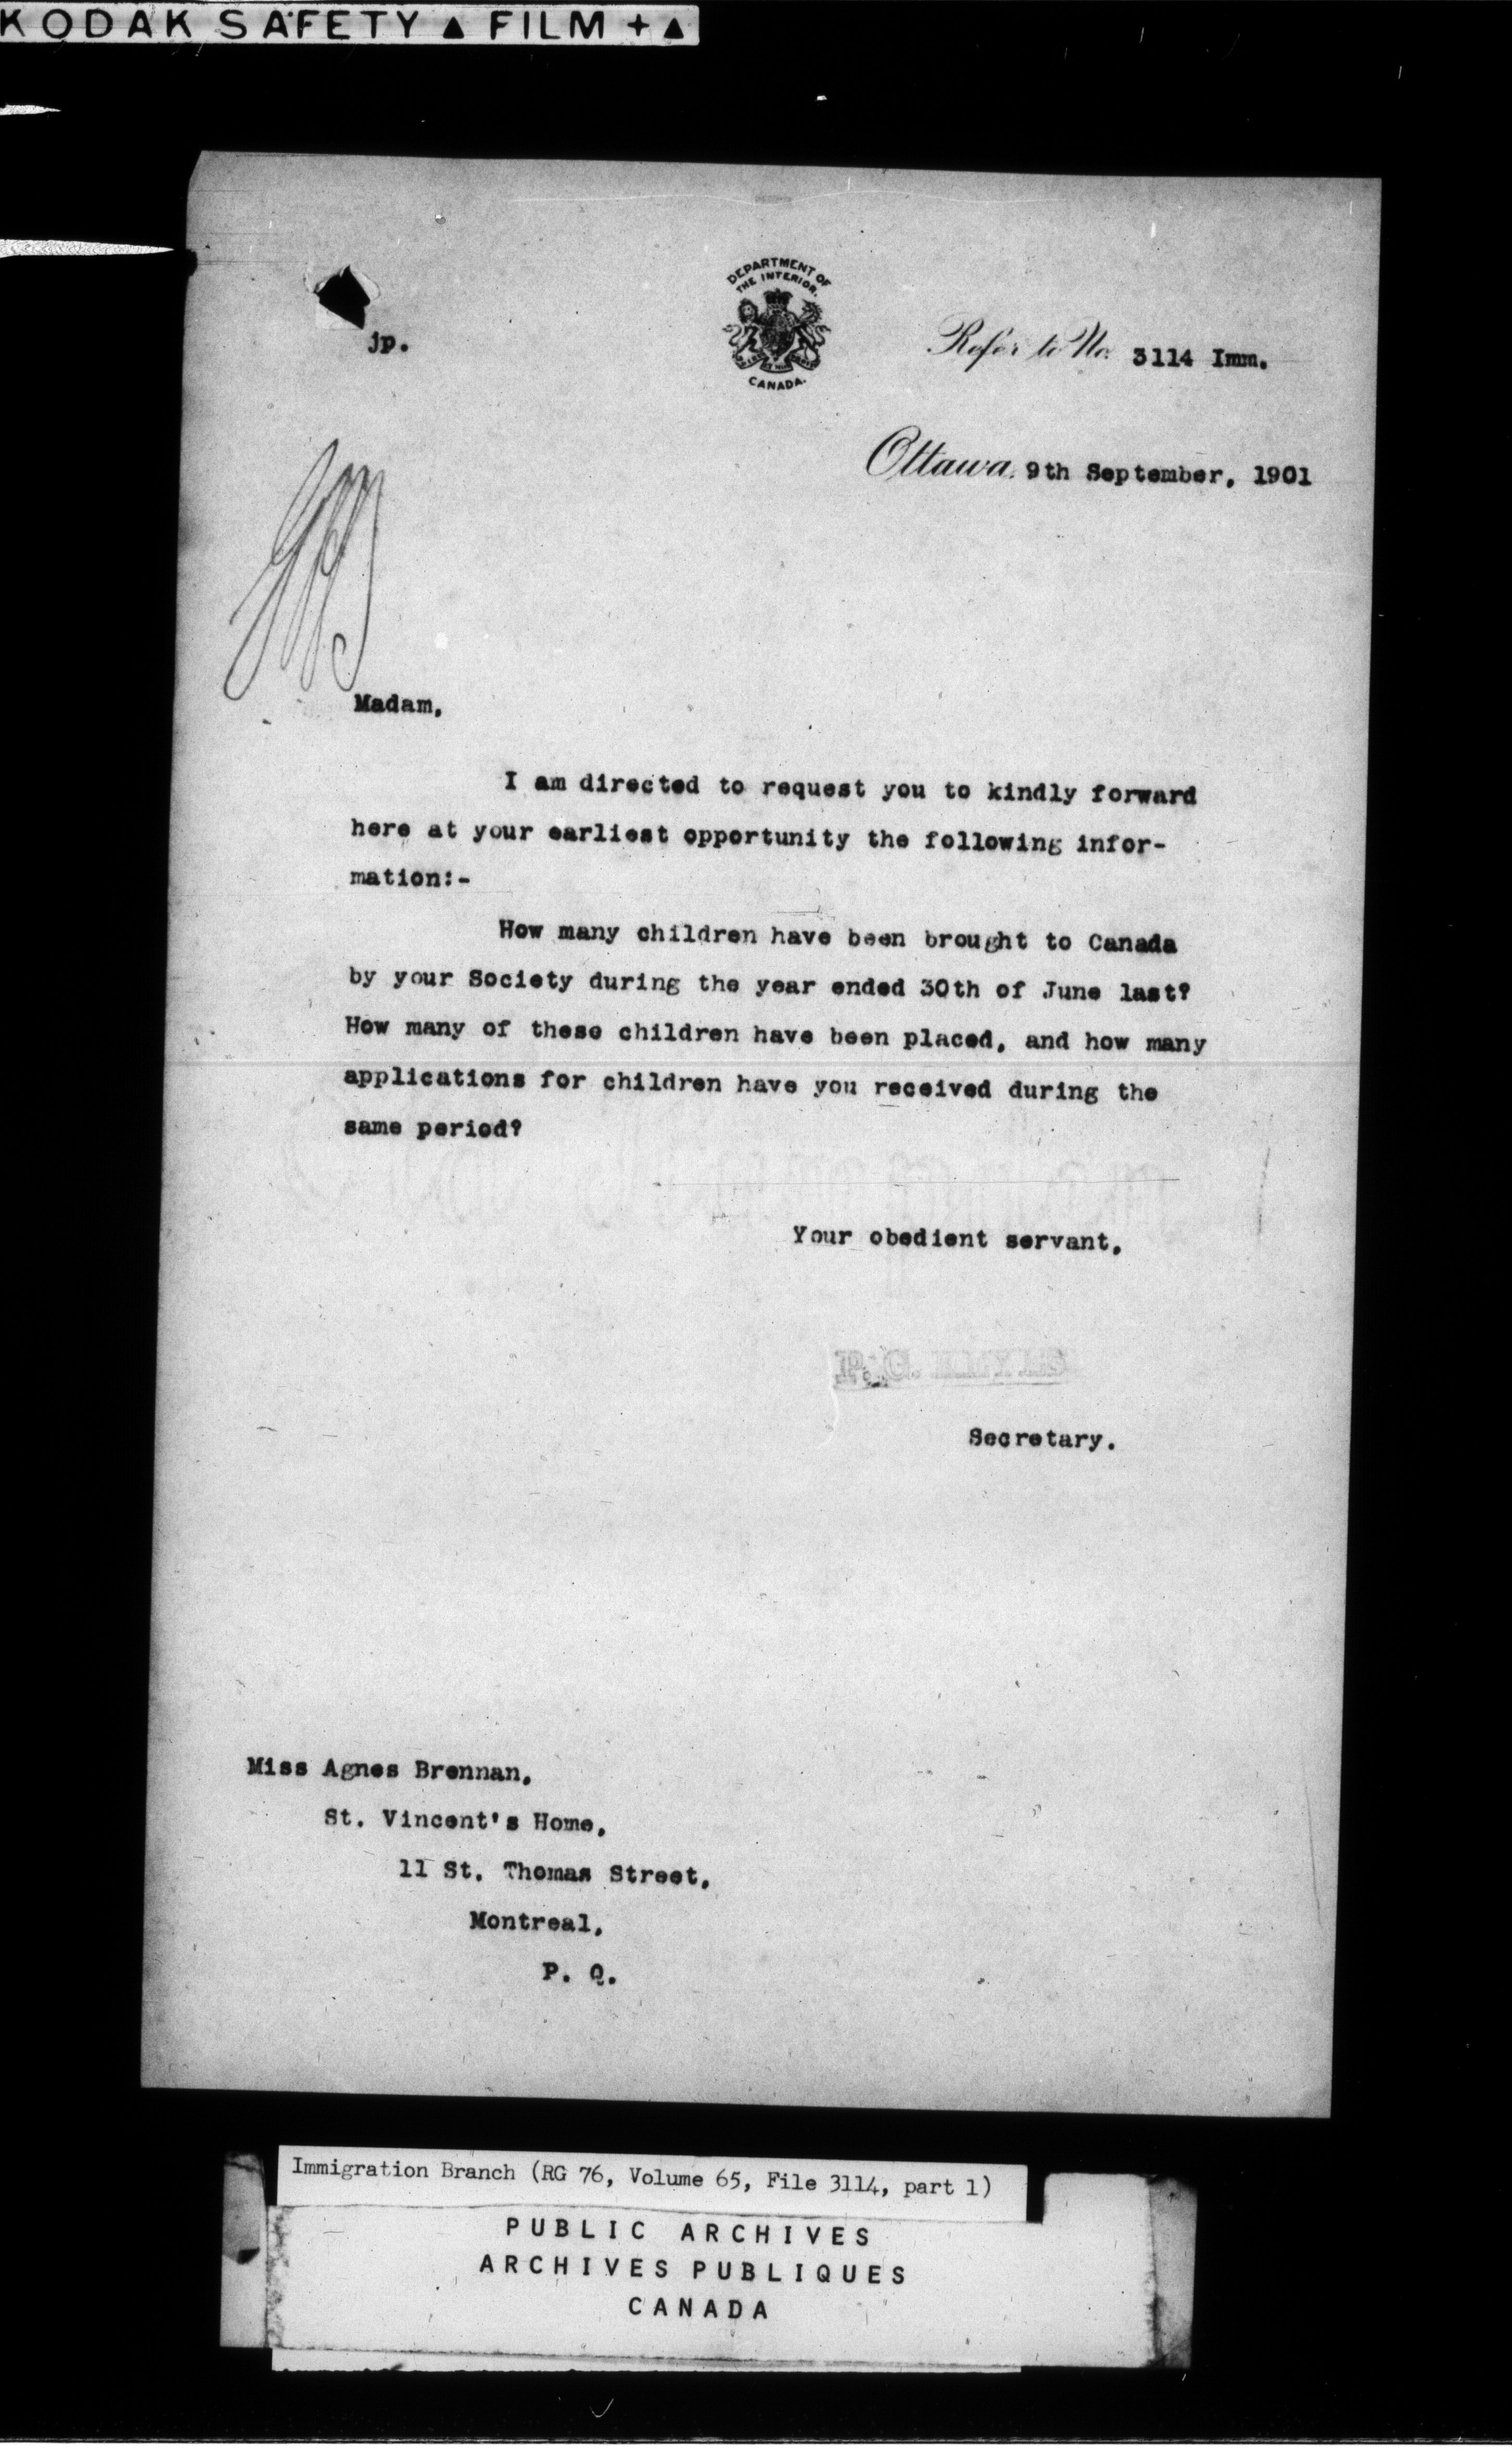 KODAK SAFETY ▲ FILM + ▲
DEPARTMENT OF
THE INTERIOR.
CANADA.
jp.
Refer to No. 3114 Imm.
Ottawa, 9th September, 1901
Madam,
I am directed to request you to kindly forward
here at your earliest opportunity the following infor-
mation:-
How many children have been brought to Canada
by your Society during the year ended 30th of June last?
How many of these children have been placed, and how many
applications for children have you received during the
same period?
Your obedient servant,
Secretary.
Miss Agnes Brennan,
St. Vincent's Home,
11 St. Thomas Street,
Montreal,
P. Q.
Immigration Branch (RG 76, Volume 65, File 3114, part 1)
PUBLIC ARCHIVES
ARCHIVES PUBLIQUES
CANADA